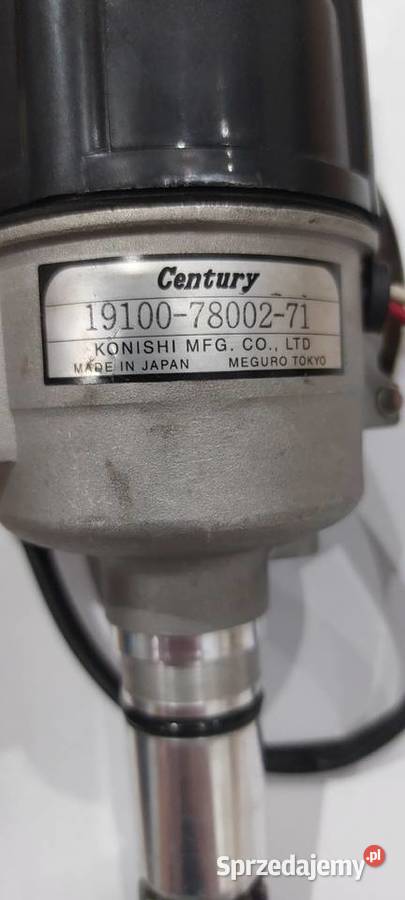 Century
19100-78002-71
KONISHI MFG. CO., LTD
MADE IN JAPAN MEGURO TOKYO
Sprzedajemy.pl